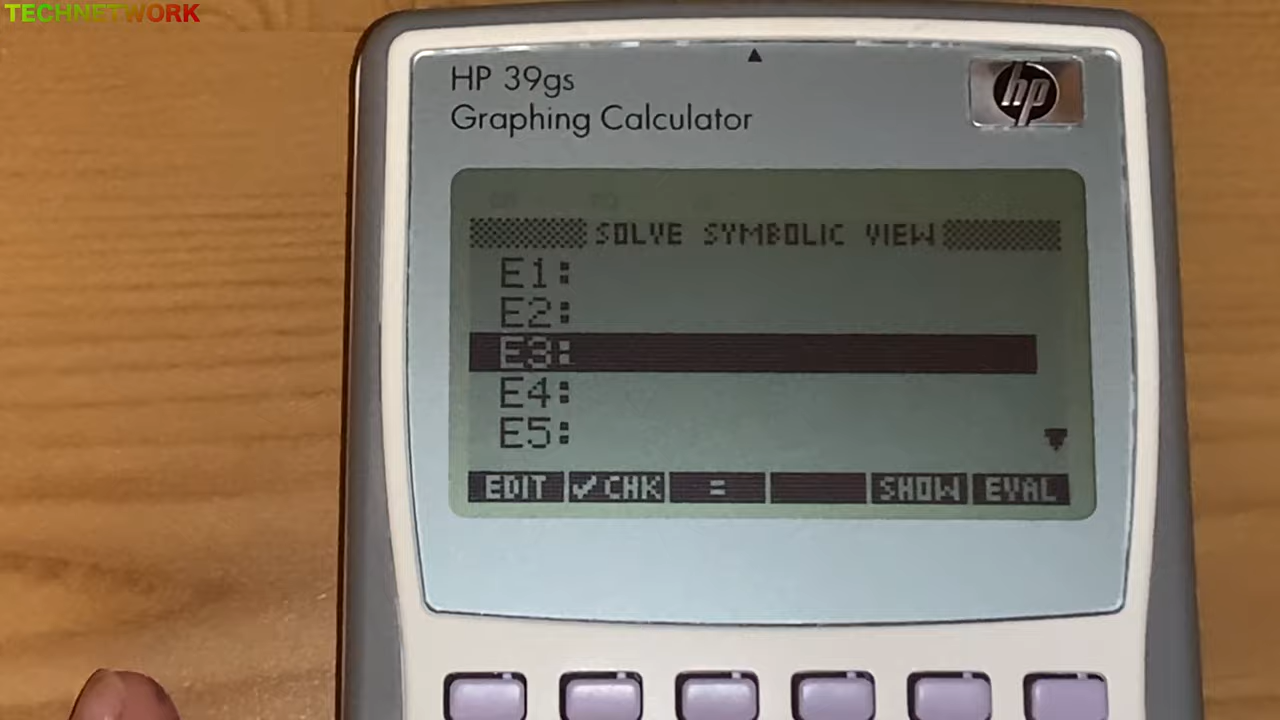 TECHNETWORK
HP 39gs
Graphing Calculator
hp
SOLVE SYMBOLIC VIEW
E1:
E2:
E3:
E4:
E5:
EDIT ✓CHK = SHOW EVAL